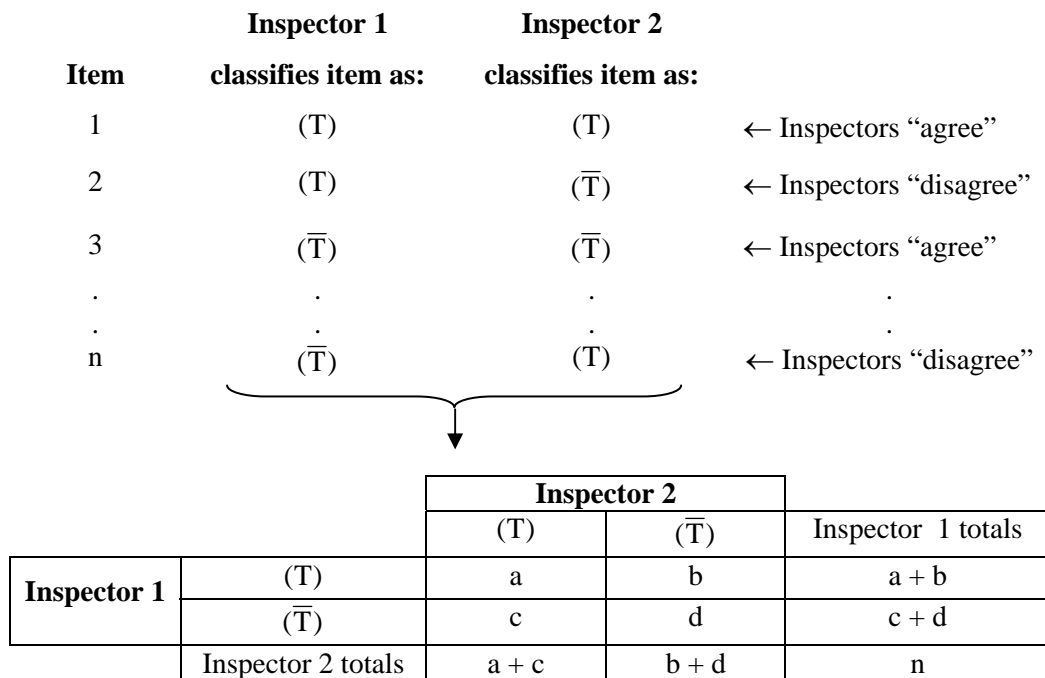 Inspector 1 Inspector 2
Item classifies item as: classifies item as:
1 (T) (T) ← Inspectors “agree”
2 (T) (T̅) ← Inspectors “disagree”
3 (T̅) (T̅) ← Inspectors “agree”
. . . .
. . . .
n (T̅) (T) ← Inspectors “disagree”
Inspector 2
(T) (T̅) Inspector 1 totals
Inspector 1 (T) a b a + b
(T̅) c d c + d
Inspector 2 totals a + c b + d n